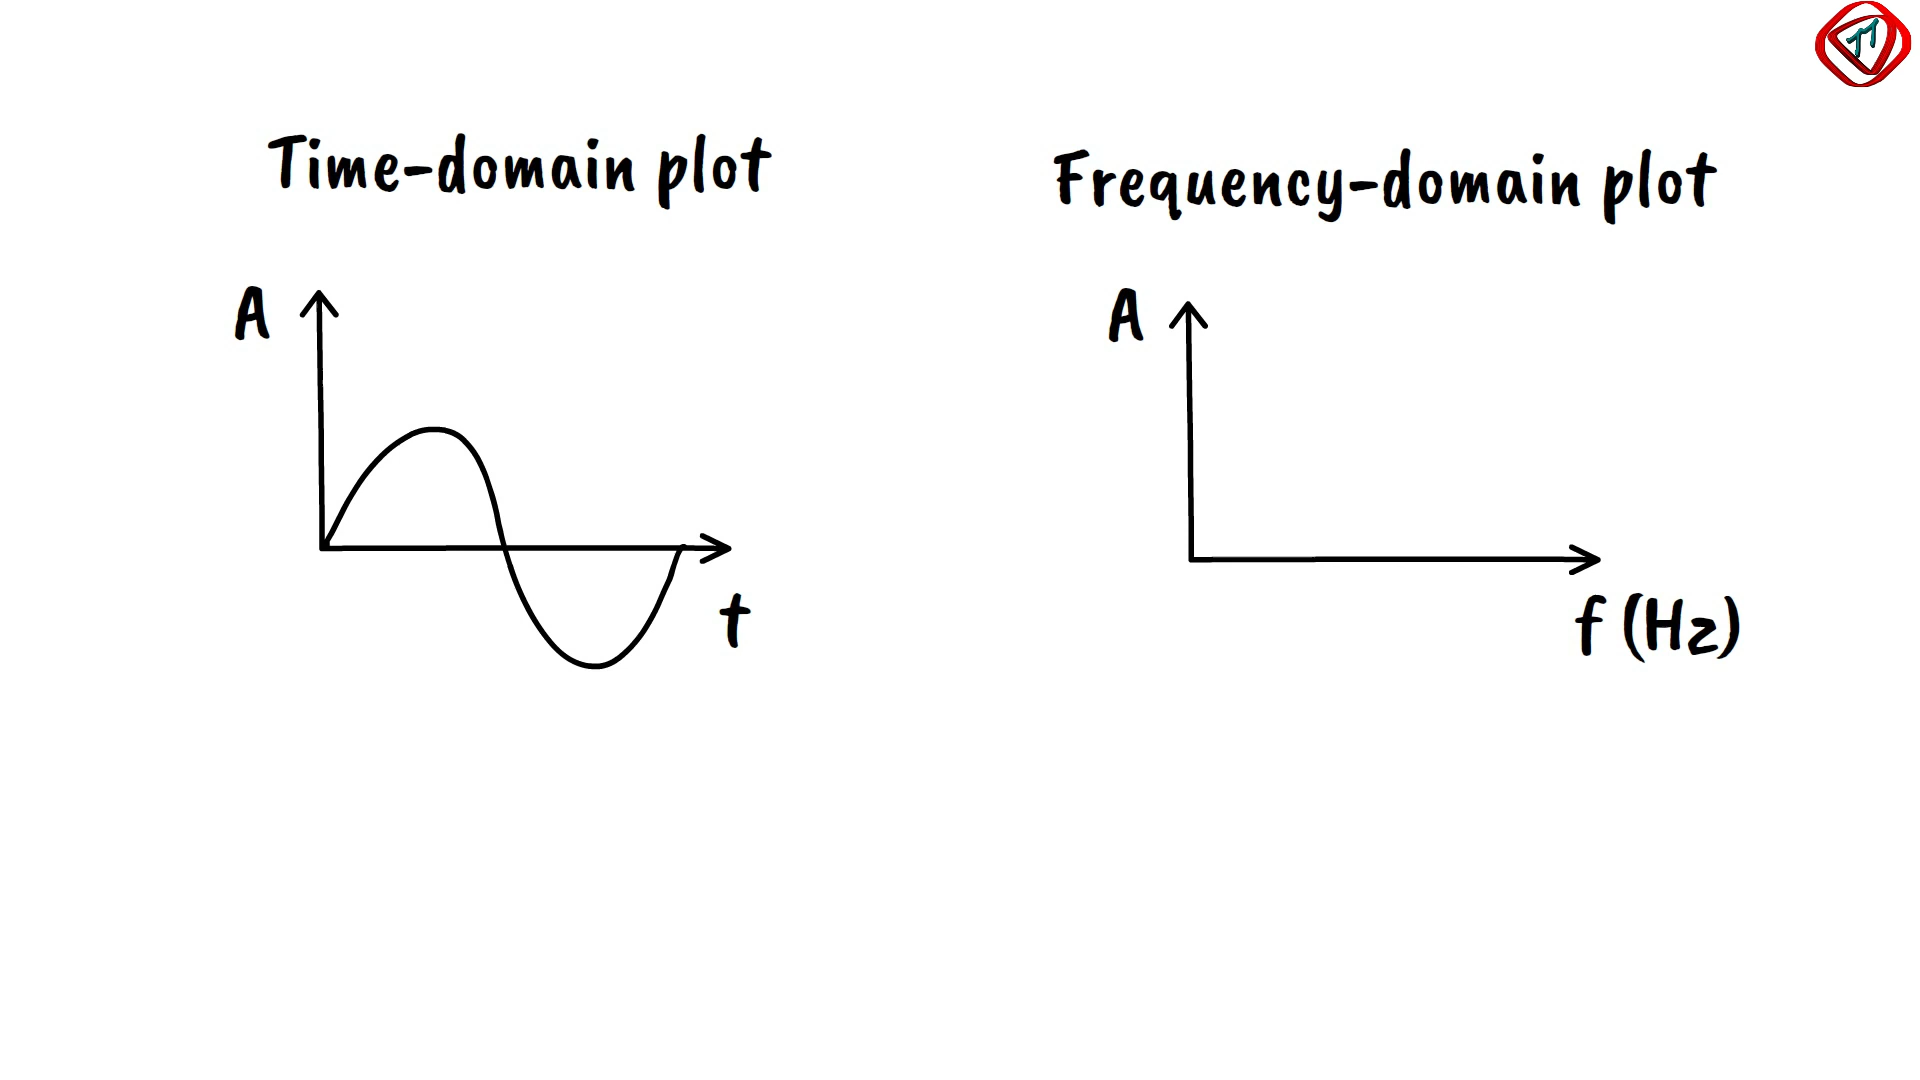 Time-domain plot
Frequency-domain plot
A
A
t
f (Hz)